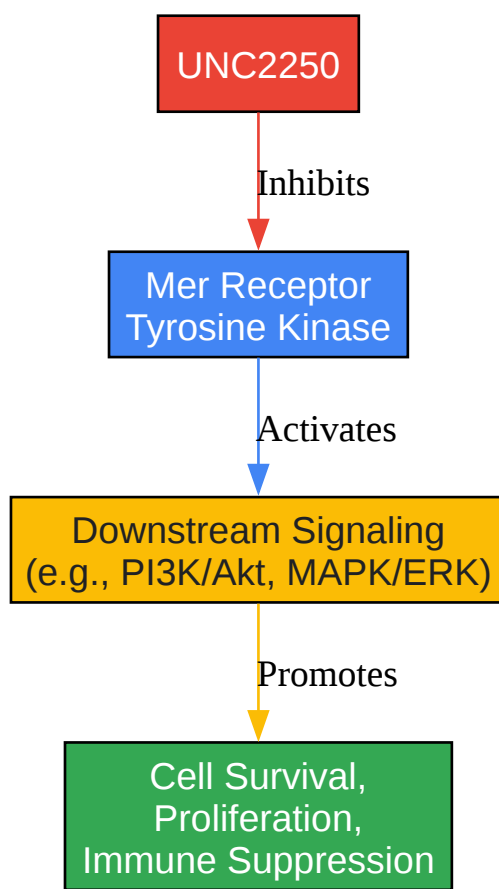 UNC2250
Inhibits
Mer Receptor
Tyrosine Kinase
Activates
Downstream Signaling
(e.g., PI3K/Akt, MAPK/ERK)
Promotes
Cell Survival,
Proliferation,
Immune Suppression